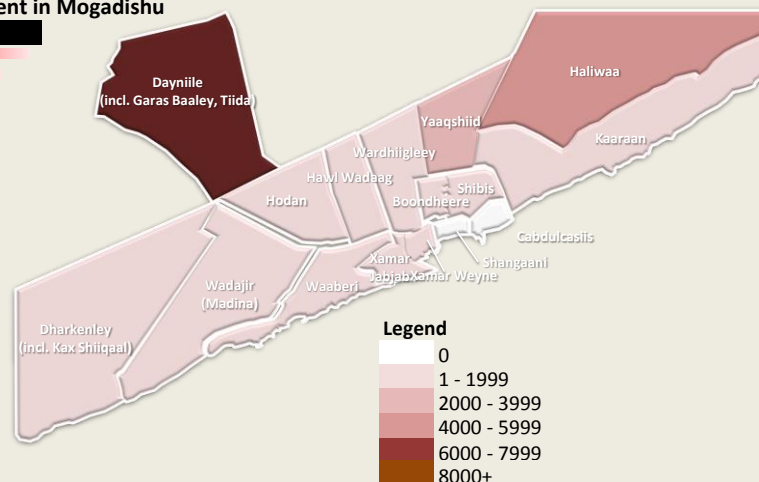 ent in Mogadishu
Dayniile
(incl. Garas Baaley, Tiida)
Haliwaa
Yaaqshiid
Kaaraan
Wardhiigleey
Hawl Wadaag
Shibis
Hodan
Boondheere
Cabdulcasiis
Xamar
Jabjab
Xamar Weyne
Shangaani
Wadajir
(Madina)
Waaberi
Dharkenley
(incl. Kax Shiiqaal)
Legend
0
1 - 1999
2000 - 3999
4000 - 5999
6000 - 7999
8000+